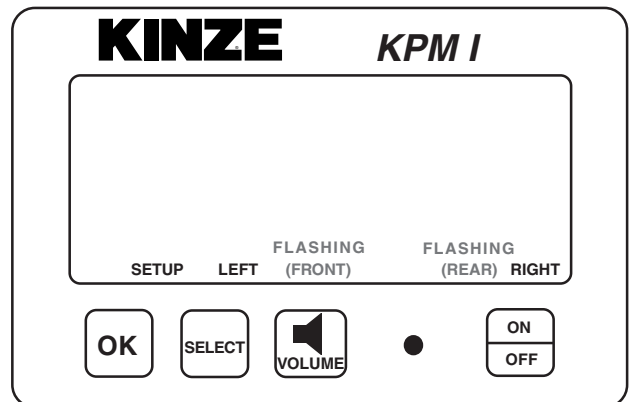 KINZE KPM I
FLASHING FLASHING
SETUP LEFT (FRONT) (REAR) RIGHT
OK SELECT VOLUME ON
OFF